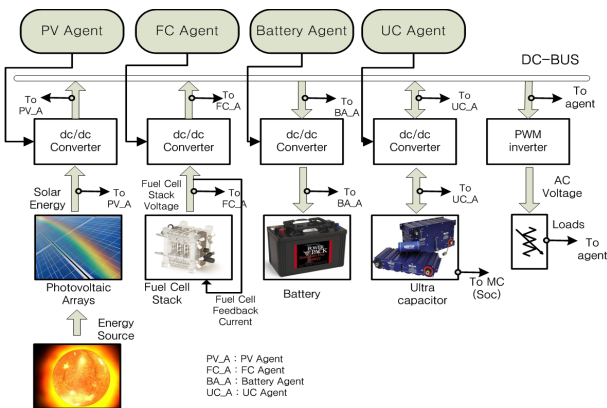 PV Agent
FC Agent
Battery Agent
UC Agent
DC-BUS
To
PV_A
To
FC_A
To
BA_A
To
UC_A
To
agent
dc/dc
Converter
dc/dc
Converter
dc/dc
Converter
dc/dc
Converter
PWM
inverter
Solar
Energy
To
PV_A
Fuel Cell
Stack
Voltage
To
FC_A
To
BA_A
To
UC_A
AC
Voltage
Loads
To
agent
POWER
PACK
Photovoltaic
Arrays
Fuel Cell
Stack
Fuel Cell
Feedback
Current
Battery
Ultra
capacitor
To MC
(Soc)
Energy
Source
PV_A : PV Agent
FC_A : FC Agent
BA_A : Battery Agent
UC_A : UC Agent